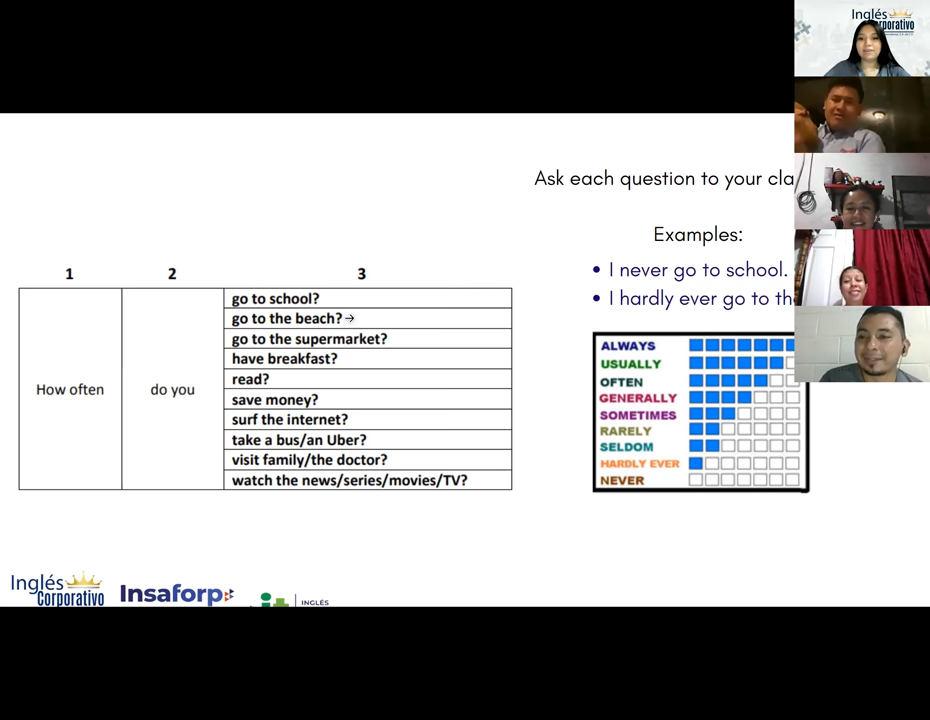 Inglés
Corporativo
Ask each question to your cla
Examples:
• I never go to school.
• I hardly ever go to th
1 2 3
How often do you
go to school?
go to the beach?
go to the supermarket?
have breakfast?
read?
save money?
surf the internet?
take a bus/an Uber?
visit family/the doctor?
watch the news/series/movies/TV?
ALWAYS
USUALLY
OFTEN
GENERALLY
SOMETIMES
RARELY
SELDOM
HARDLY EVER
NEVER
Inglés
Corporativo
Insaforp
INGLÉS